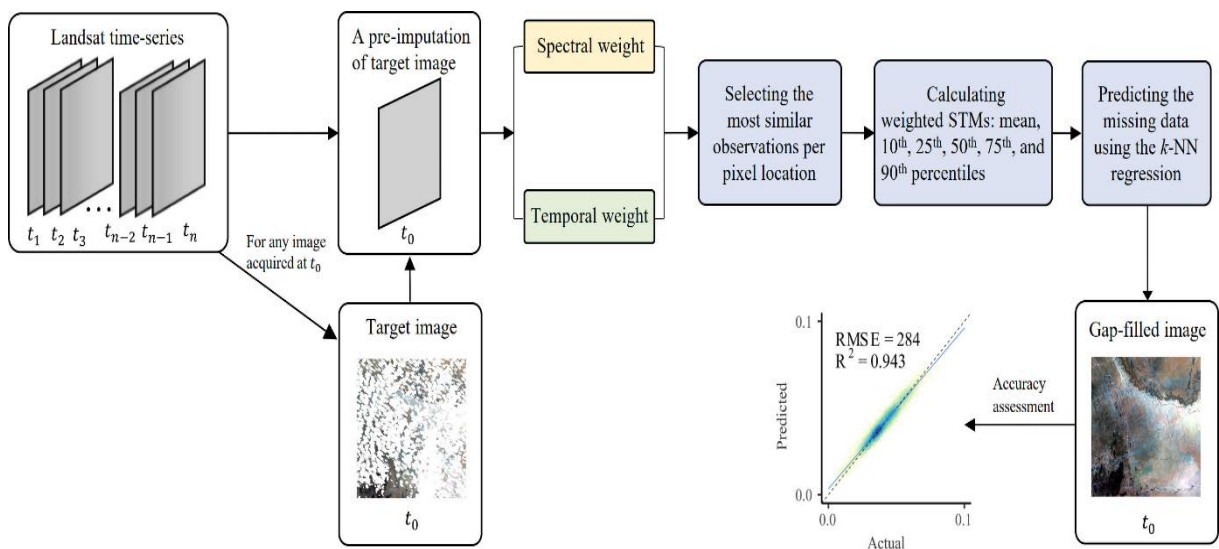 Landsat time-series
t₁ t₂ t₃ ... tₙ₋₂ tₙ₋₁ tₙ
A pre-imputation
of target image
t₀
For any image
acquired at t₀
Target image
t₀
Spectral weight
Temporal weight
Selecting the
most similar
observations per
pixel location
Calculating
weighted STMs: mean,
10th, 25th, 50th, 75th, and
90th percentiles
Predicting the
missing data
using the k-NN
regression
Gap-filled image
t₀
Accuracy
assessment
0.1
RMSE = 284
R² = 0.943
Predicted
0.0
0.0 0.1
Actual